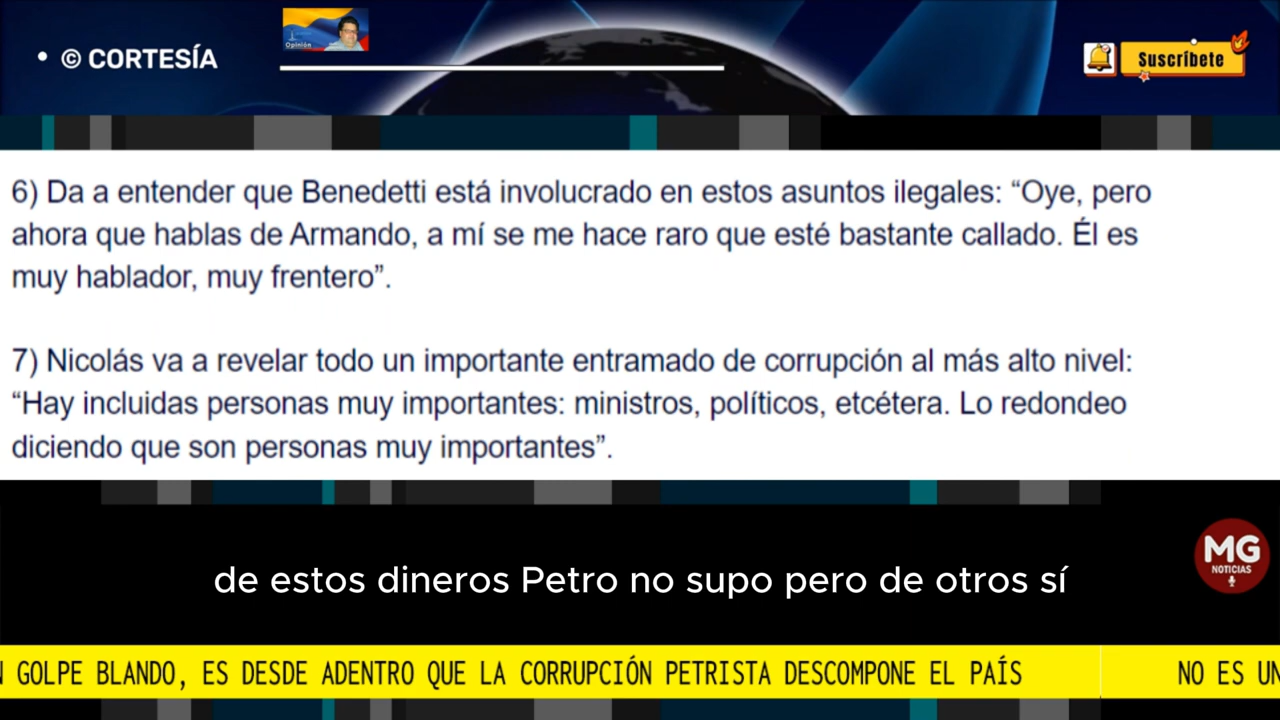 • © CORTESÍA
Opinión
Suscríbete
6) Da a entender que Benedetti está involucrado en estos asuntos ilegales: “Oye, pero
ahora que hablas de Armando, a mí se me hace raro que esté bastante callado. Él es
muy hablador, muy frentero”.
7) Nicolás va a revelar todo un importante entramado de corrupción al más alto nivel:
“Hay incluidas personas muy importantes: ministros, políticos, etcétera. Lo redondeo
diciendo que son personas muy importantes”.
MG
NOTICIAS
de estos dineros Petro no supo pero de otros sí
GOLPE BLANDO, ES DESDE ADENTRO QUE LA CORRUPCIÓN PETRISTA DESCOMPONE EL PAÍS NO ES UN